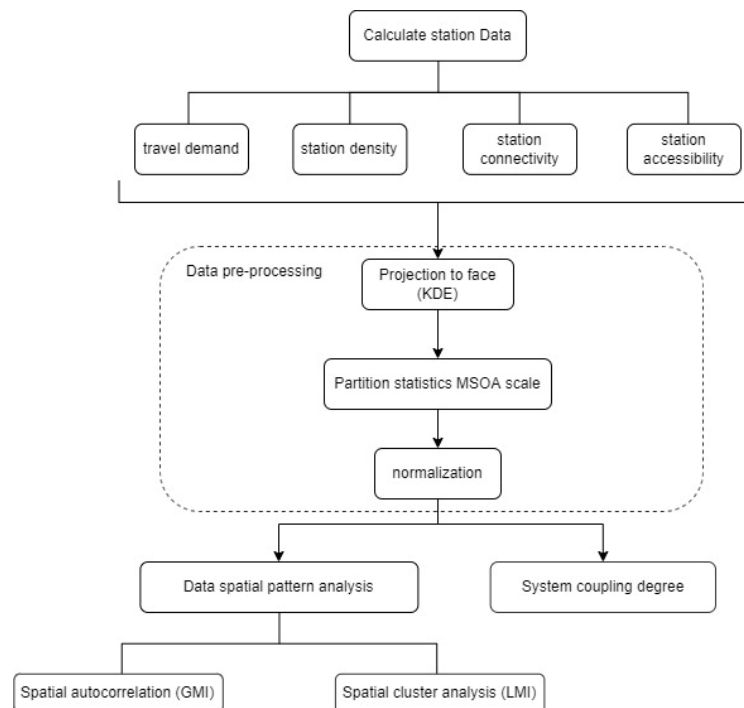 Calculate station Data
travel demand
station density
station
connectivity
station
accessibility
Data pre-processing
Projection to face
(KDE)
Partition statistics MSOA scale
normalization
Data spatial pattern analysis
System coupling degree
Spatial autocorrelation (GMI)
Spatial cluster analysis (LMI)